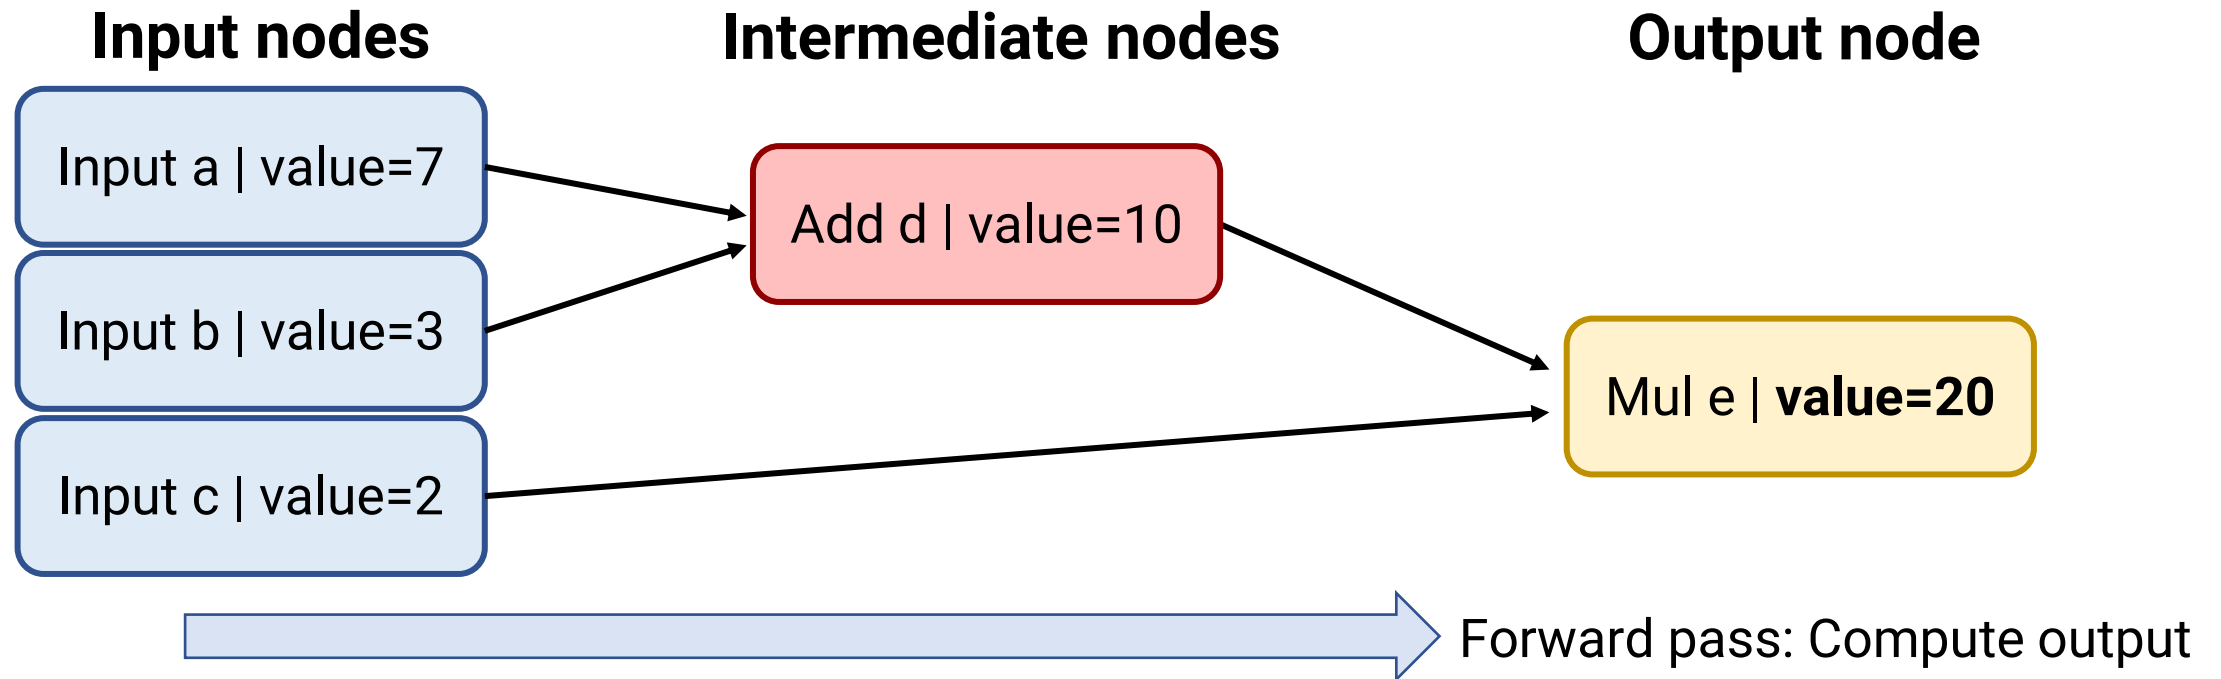 Input nodes
Intermediate nodes
Output node
Input a | value=7
Input b | value=3
Input c | value=2
Add d | value=10
Mul e | value=20
Forward pass: Compute output